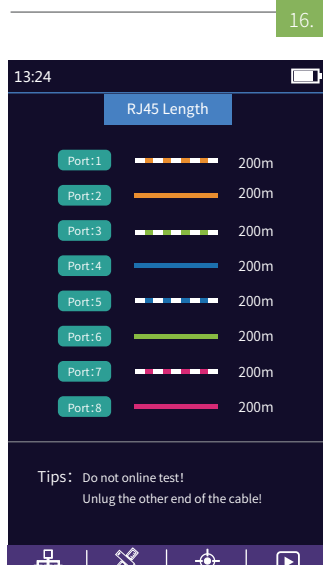 16.
13:24
RJ45 Length
Port:1 200m
Port:2 200m
Port:3 200m
Port:4 200m
Port:5 200m
Port:6 200m
Port:7 200m
Port:8 200m
Tips: Do not online test!
Unlug the other end of the cable!